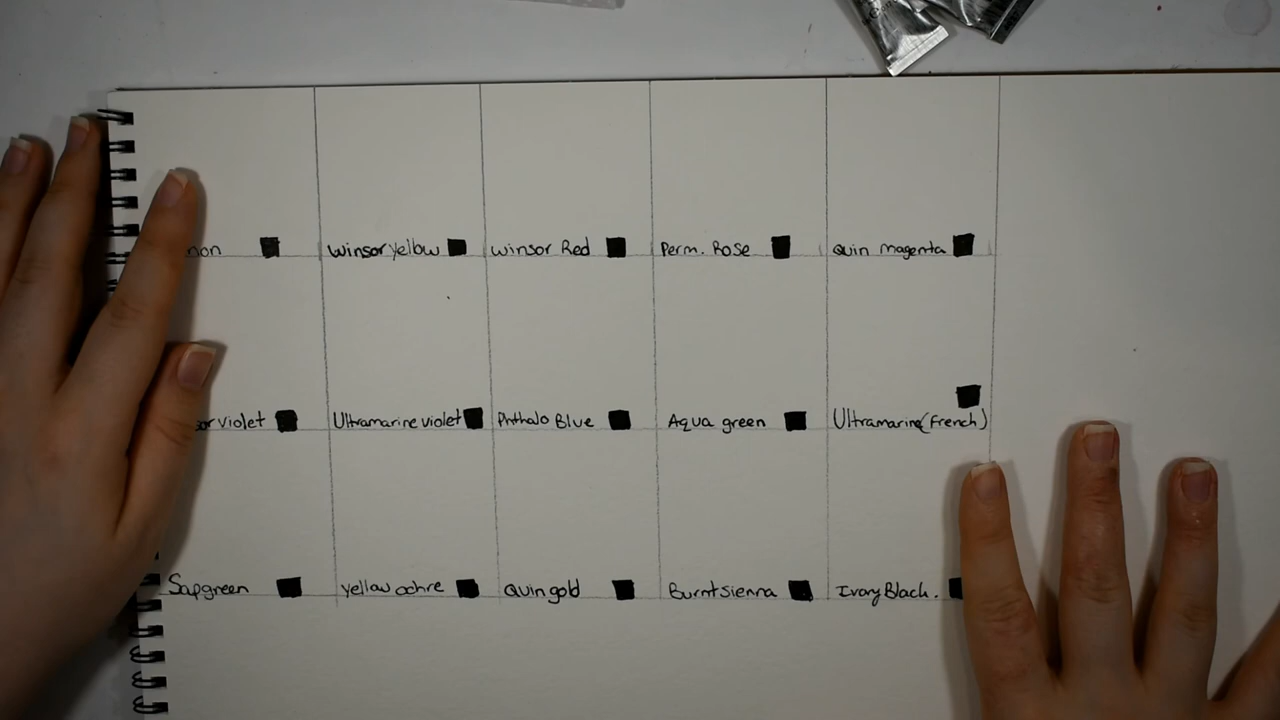 non Winsor yellow Winsor Red Perm. Rose Quin magenta
or violet Ultramarine violet Phthalo Blue Aqua green Ultramarine(French)
Sapgreen yellow ochre Quin gold Burnt sienna Ivory Black.